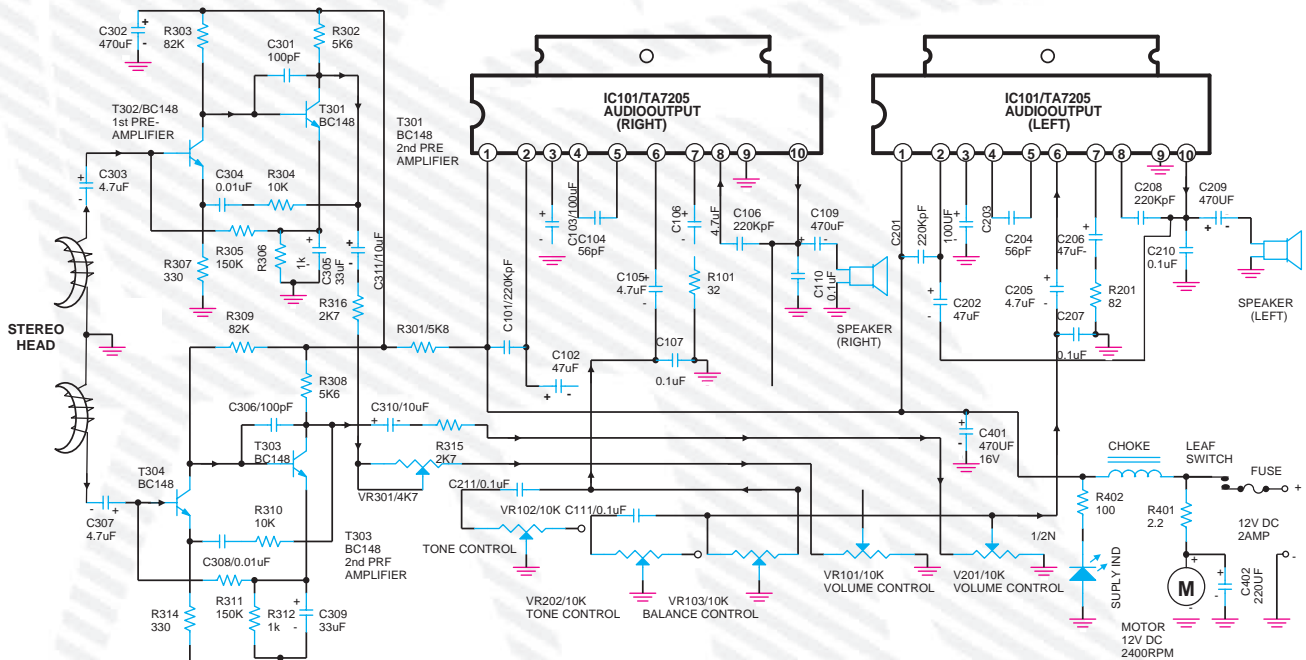 C302
470uF
+
-
R303
82K
C301
100pF
R302
5K6
T302/BC148
1st PRE-
AMPLIFIER
T301
BC148
T301
BC148
2nd PRE
AMPLIFIER
C303
4.7uF
+
-
C304
0.01uF
R304
10K
R305
150K
R306
1k
R307
330
C305
33uF
+
-
C311/10uF
+
-
R316
2K7
STEREO
HEAD
R309
82K
R301/5K8
R308
5K6
C306/100pF
C310/10uF
+
-
T303
BC148
R315
2K7
T304
BC148
VR301/4K7
C307
4.7uF
-
+
R310
10K
C308/0.01uF
T303
BC148
2nd PRF
AMPLIFIER
R314
330
R311
150K
R312
1k
C309
33uF
+
-
IC101/TA7205
AUDIOOUTPUT
(RIGHT)
1
2
3
4
5
6
7
8
9
10
C101/220KpF
C102
47uF
+
-
C103/100uF
+
-
C104
56pF
C105
4.7uF
+
-
C106
4.7uF
+
-
R101
32
C107
0.1uF
C106
220KpF
C109
470uF
+
-
C110
0.1uF
SPEAKER
(RIGHT)
IC101/TA7205
AUDIOOUTPUT
(LEFT)
1
2
3
4
5
6
7
8
9
10
C201
220KpF
C202
47uF
+
-
C203
100UF
+
-
C204
56pF
C205
4.7uF
+
-
C206
47uF
+
-
R201
82
C207
0.1uF
C208
220KpF
C209
470UF
+
-
C210
0.1uF
SPEAKER
(LEFT)
C401
470UF
16V
+
-
CHOKE
LEAF
SWITCH
FUSE
+
R402
100
R401
2.2
12V DC
2AMP
-
SUPLY IND
M
+
-
C402
220UF
+
-
MOTOR
12V DC
2400RPM
C211/0.1uF
VR102/10K
TONE CONTROL
C111/0.1uF
VR202/10K
TONE CONTROL
VR103/10K
BALANCE CONTROL
VR101/10K
VOLUME CONTROL
1/2N
V201/10K
VOLUME CONTROL